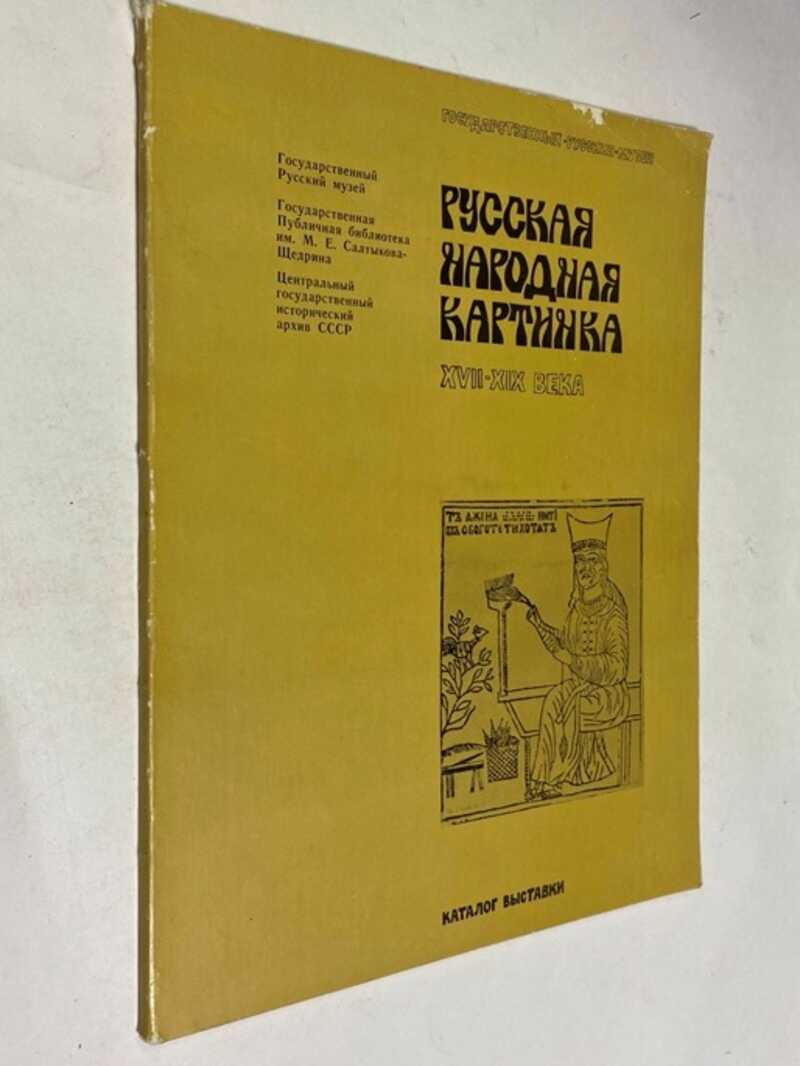 ГОСУДАРСТВЕННЫЙ·РУССКИЙ·МУЗЕЙ
Государственный
Русский музей
Государственная
Публичная библиотека
им. М. Е. Салтыкова-
Щедрина
Центральный
государственный
исторический
архив СССР
РУССКАЯ
НАРОДНАЯ
КАРТИНКА
XVII-XIX ВЕКА
КАТАЛОГ ВЫСТАВКИ